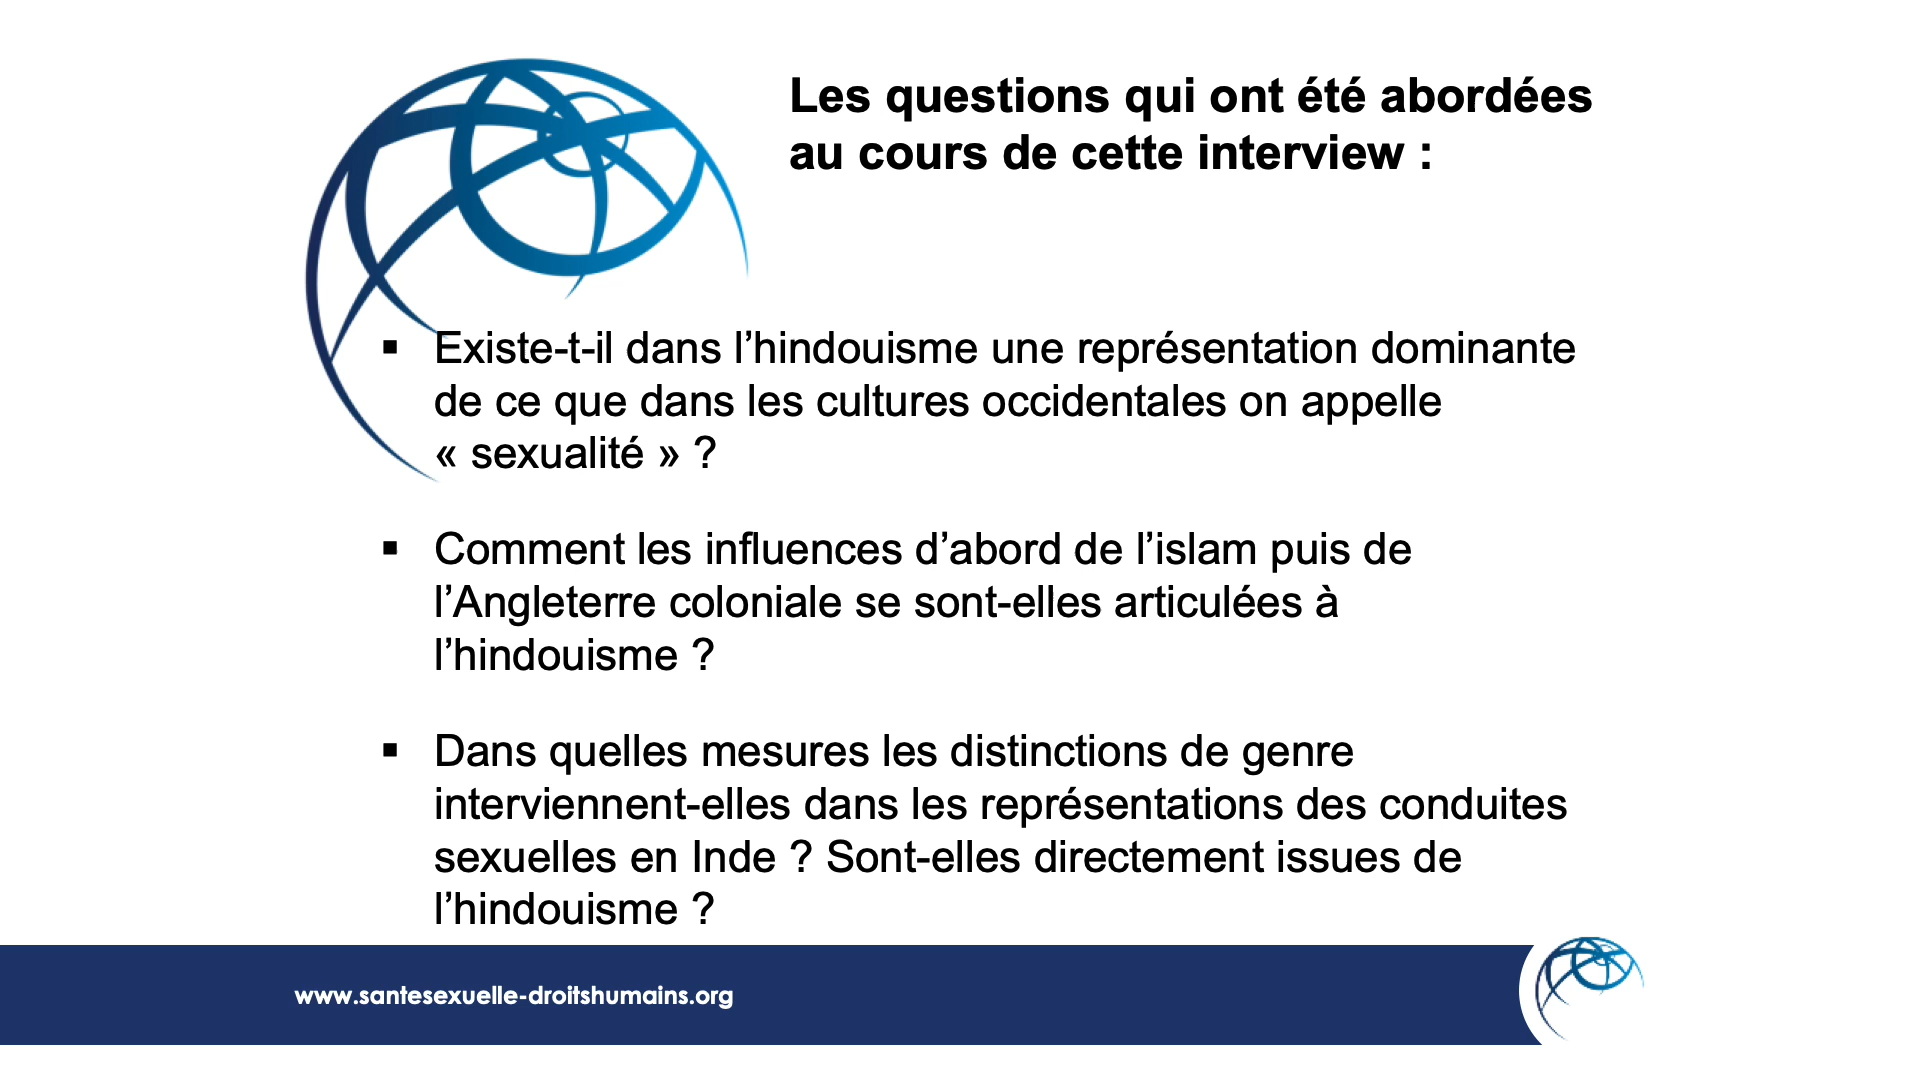 Les questions qui ont été abordées
au cours de cette interview :
▪ Existe-t-il dans l’hindouisme une représentation dominante
de ce que dans les cultures occidentales on appelle
« sexualité » ?
▪ Comment les influences d’abord de l’islam puis de
l’Angleterre coloniale se sont-elles articulées à
l’hindouisme ?
▪ Dans quelles mesures les distinctions de genre
interviennent-elles dans les représentations des conduites
sexuelles en Inde ? Sont-elles directement issues de
l’hindouisme ?
www.santesexuelle-droitshumains.org